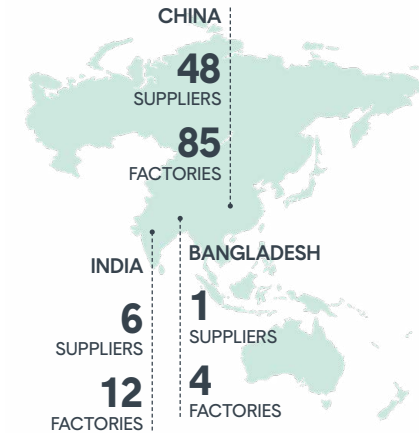 CHINA
48
SUPPLIERS
85
FACTORIES
INDIA
6
SUPPLIERS
12
FACTORIES
BANGLADESH
1
SUPPLIERS
4
FACTORIES